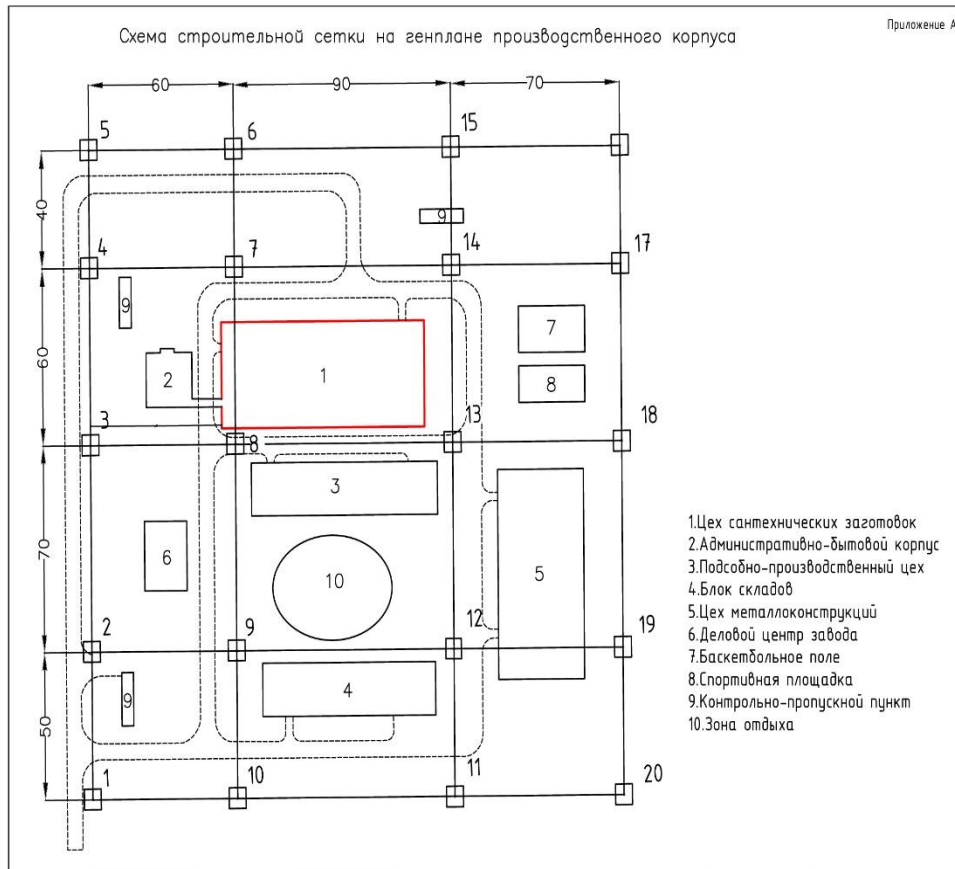 Приложение А
Схема строительной сетки на генплане производственного корпуса
60 90 70
5 6 15
40
9
4 7 14 17
9
60
7
2 1 8
3 8 13 18
3
70
6 10 5
1.Цех сантехнических заготовок
2.Административно-бытовой корпус
3.Подсобно-производственный цех
4.Блок складов
5.Цех металлоконструкций
6.Деловой центр завода
7.Баскетбольное поле
8.Спортивная площадка
9.Контрольно-пропускной пункт
10.Зона отдыха
2 9 12 19
9 4
50
1 10 11 20